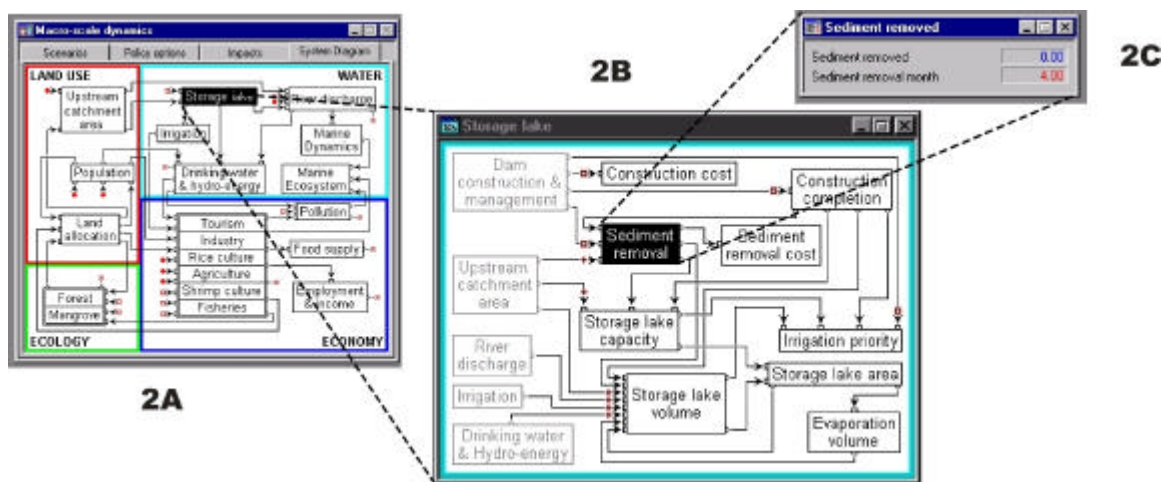 Macro-scale dynamics
Scenarios
Policy options
Impacts
System Diagram
LAND USE
WATER
Upstream
catchment
area
Storage lake
River discharge
Irrigation
Marine
Dynamics
Population
Drinking water
& hydro-energy
Marine
Ecosystem
Land
allocation
Pollution
Tourism
Industry
Rice culture
Agriculture
Shrimp culture
Fisheries
Food supply
Employment
& income
Forest
Mangrove
ECOLOGY
ECONOMY
2A
2B
Storage lake
Dam
construction &
management
Construction cost
Construction
completion
Sediment
removal
Sediment
removal cost
Upstream
catchment
area
Storage lake
capacity
Irrigation priority
River
discharge
Storage lake area
Irrigation
Storage lake
volume
Evaporation
volume
Drinking water
& Hydro-energy
Sediment removed
Sediment removed 0.00
Sediment removal month 4.00
2C